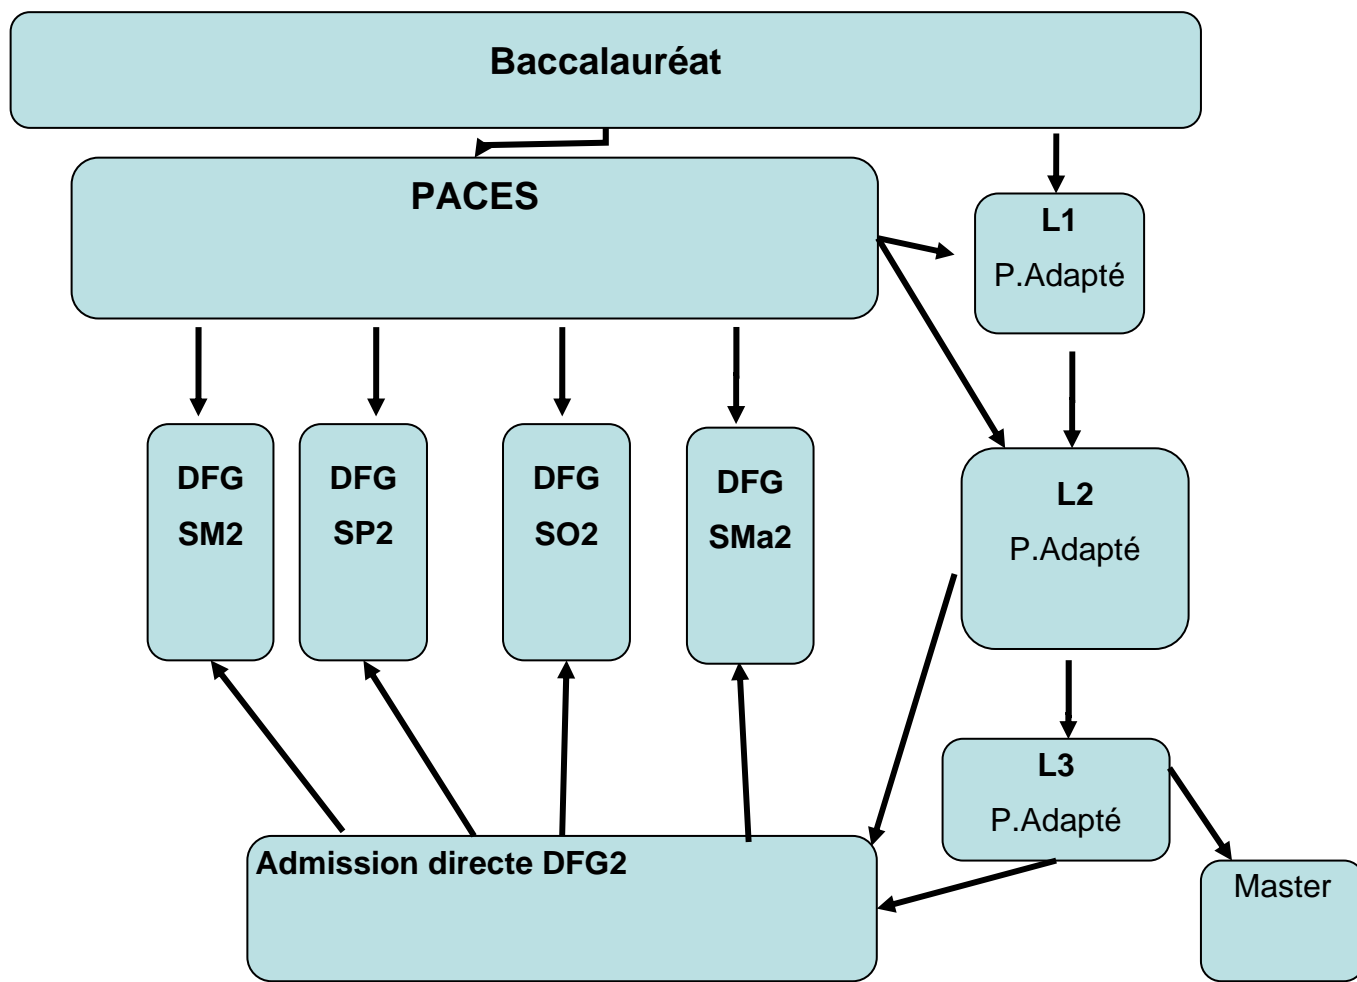 Baccalauréat
PACES
L1
P.Adapté
DFG
SM2
DFG
SP2
DFG
SO2
DFG
SMa2
L2
P.Adapté
L3
P.Adapté
Admission directe DFG2
Master